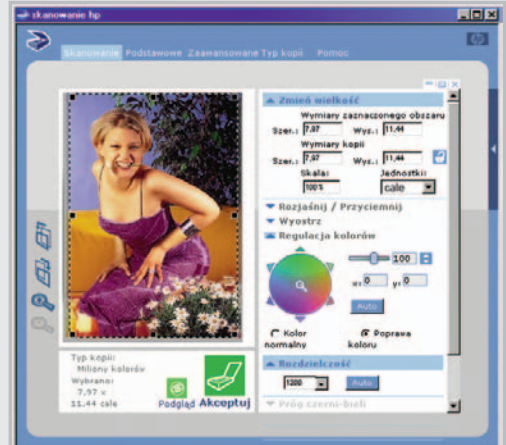 skanowanie hp
hp
Skanowanie Podstawowe Zaawansowane Typ kopii Pomoc
Zmień wielkość
Wymiary zaznaczonego obszaru
Szer.: 7,97 Wys.: 11,44
Wymiary kopii
Szer.: 7,97 Wys.: 11,44
Skala: Jednostki:
100% cale
Rozjaśnij / Przyciemnij
Wyostrz
Regulacja kolorów
100
x: 0 y: 0
Auto
Kolor normalny
Poprawa koloru
Rozdzielczość
1200 Auto
Próg czerni-bieli
Typ kopii:
Miliony kolorów
Wybrano:
7,97 x
11,44 cale
Podgląd Akceptuj